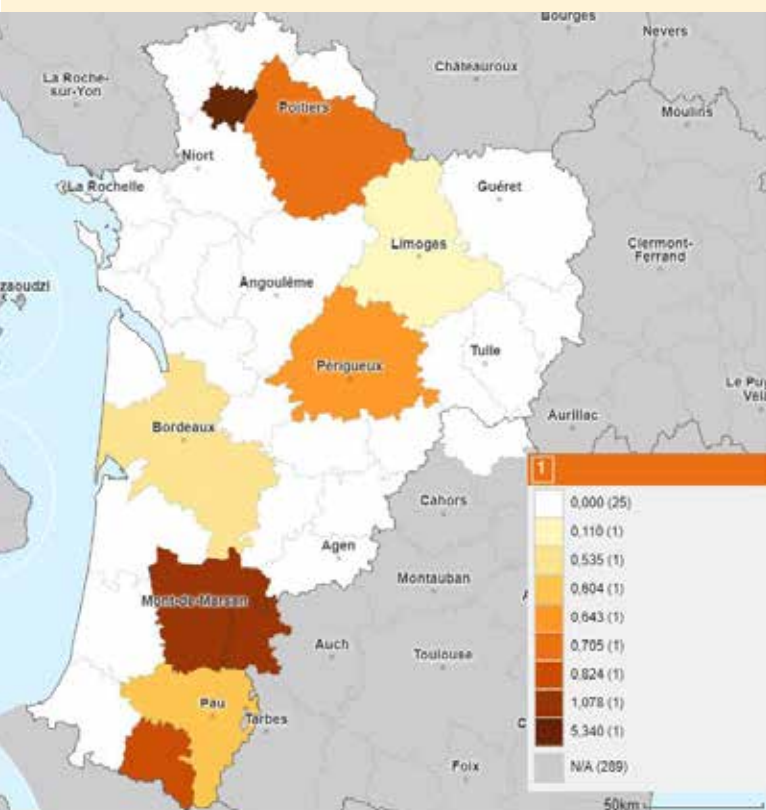 Bourges
Nevers
La Roche-
sur-Yon
Châteauroux
Moulins
Poitiers
Niort
La Rochelle
Guéret
Limoges
Clermont-
Ferrand
zaoudzi
Angoulême
Tulle
Périgueux
Le Puy
Aurillac
Bordeaux
1
0,000 (25)
Cahors
0,110 (1)
0,535 (1)
Agen
Montauban
0,604 (1)
Mont-de-Marsan
0,643 (1)
Auch
Toulouse
0,705 (1)
0,824 (1)
Pau
Tarbes
1,078 (1)
5,340 (1)
Foix
N/A (289)
50km